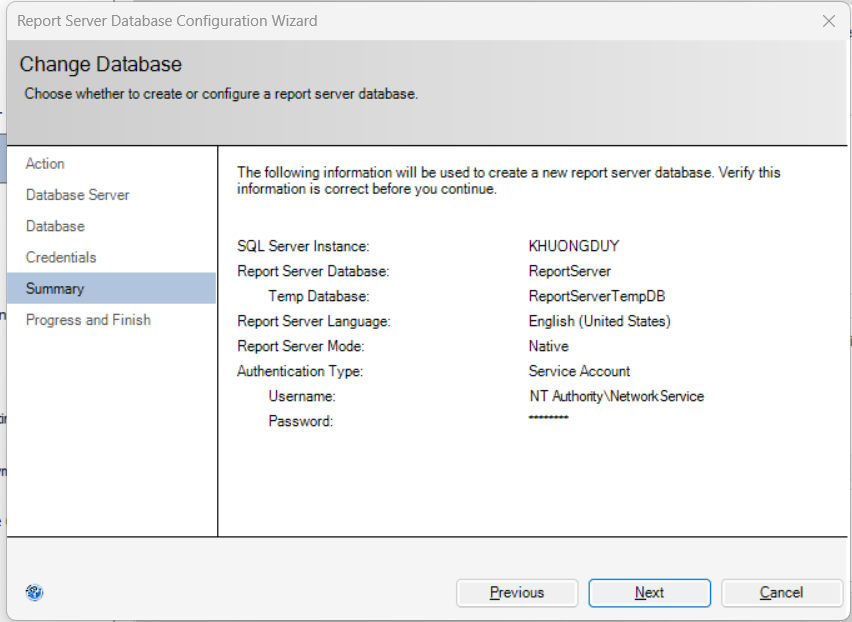 Report Server Database Configuration Wizard
Change Database
Choose whether to create or configure a report server database.
Action
Database Server
Database
Credentials
Summary
Progress and Finish
The following information will be used to create a new report server database. Verify this
information is correct before you continue.
SQL Server Instance: KHUONGDUY
Report Server Database: ReportServer
Temp Database: ReportServerTempDB
Report Server Language: English (United States)
Report Server Mode: Native
Authentication Type: Service Account
Username: NT Authority\NetworkService
Password: ********
Previous Next Cancel